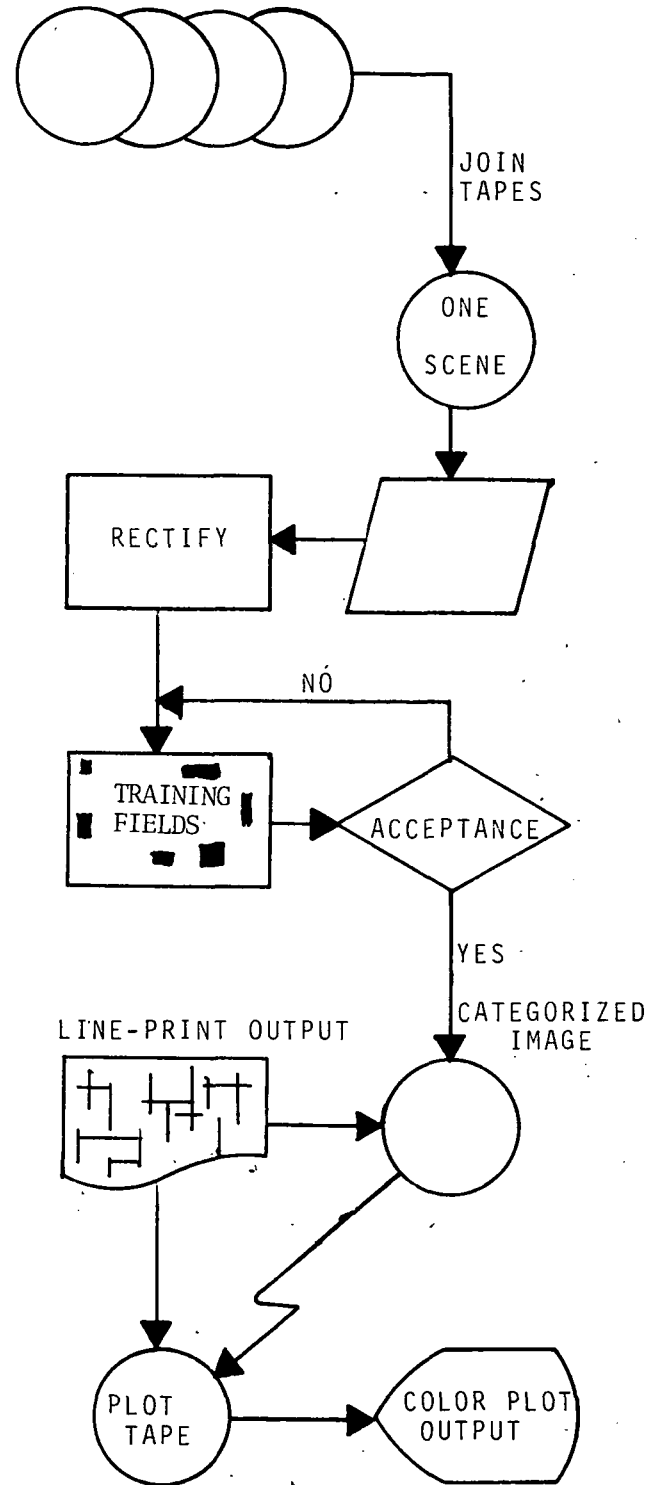 JOIN
TAPES
ONE
SCENE
RECTIFY
NO
TRAINING
FIELDS
ACCEPTANCE
YES
CATEGORIZED
IMAGE
LINE-PRINT OUTPUT
PLOT
TAPE
COLOR PLOT
OUTPUT